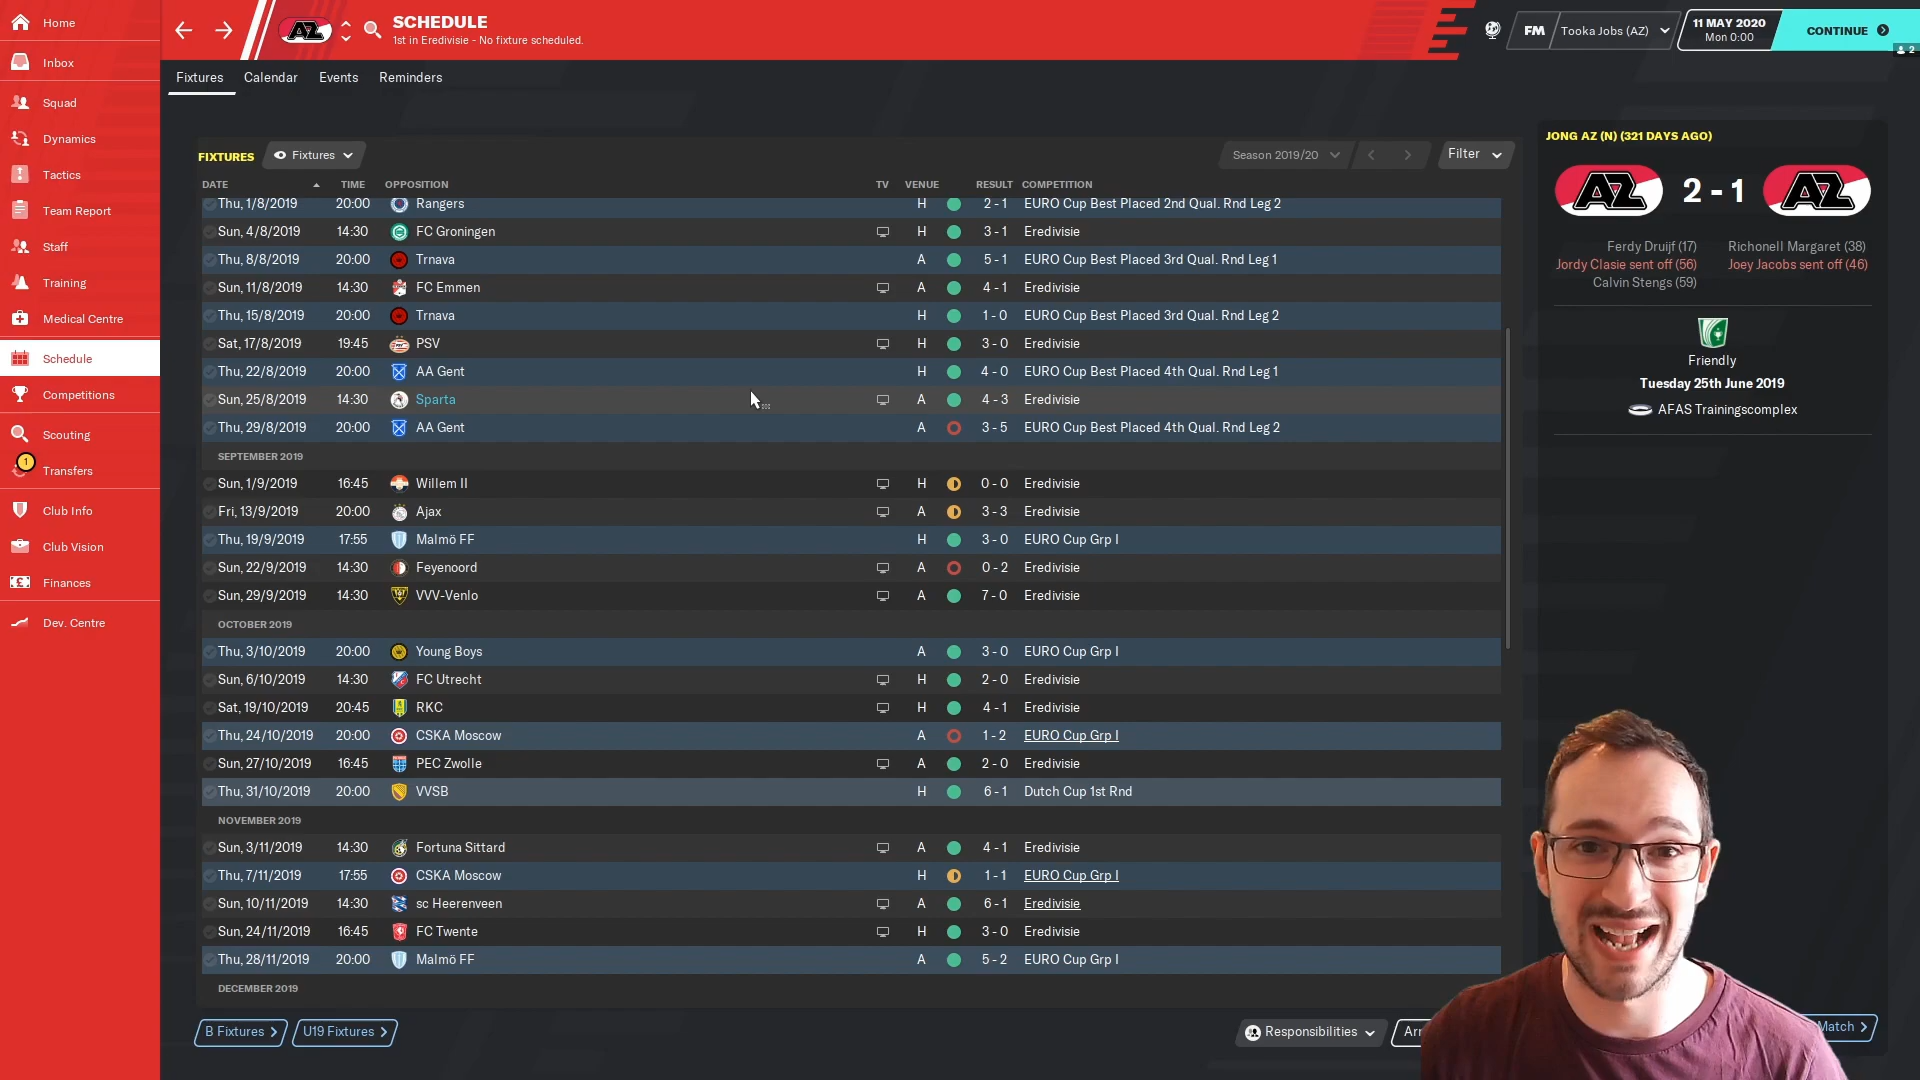 Home
Inbox
Squad
Dynamics
Tactics
Team Report
Staff
Training
Medical Centre
Schedule
Competitions
Scouting
1
Transfers
Club Info
Club Vision
Finances
Dev. Centre
AZ
SCHEDULE
1st in Eredivisie - No fixture scheduled.
FM Tooka Jobs (AZ)
11 MAY 2020
Mon 0:00
CONTINUE
2
Fixtures Calendar Events Reminders
FIXTURES Fixtures Season 2019/20 Filter
DATE TIME OPPOSITION TV VENUE RESULT COMPETITION
Thu, 1/8/2019 20:00 Rangers H 2 - 1 EURO Cup Best Placed 2nd Qual. Rnd Leg 2
Sun, 4/8/2019 14:30 FC Groningen H 3 - 1 Eredivisie
Thu, 8/8/2019 20:00 Trnava A 5 - 1 EURO Cup Best Placed 3rd Qual. Rnd Leg 1
Sun, 11/8/2019 14:30 FC Emmen A 4 - 1 Eredivisie
Thu, 15/8/2019 20:00 Trnava H 1 - 0 EURO Cup Best Placed 3rd Qual. Rnd Leg 2
Sat, 17/8/2019 19:45 PSV H 3 - 0 Eredivisie
Thu, 22/8/2019 20:00 AA Gent H 4 - 0 EURO Cup Best Placed 4th Qual. Rnd Leg 1
Sun, 25/8/2019 14:30 Sparta A 4 - 3 Eredivisie
Thu, 29/8/2019 20:00 AA Gent A 3 - 5 EURO Cup Best Placed 4th Qual. Rnd Leg 2
SEPTEMBER 2019
Sun, 1/9/2019 16:45 Willem II H 0 - 0 Eredivisie
Fri, 13/9/2019 20:00 Ajax A 3 - 3 Eredivisie
Thu, 19/9/2019 17:55 Malmö FF H 3 - 0 EURO Cup Grp I
Sun, 22/9/2019 14:30 Feyenoord A 0 - 2 Eredivisie
Sun, 29/9/2019 14:30 VVV-Venlo A 7 - 0 Eredivisie
OCTOBER 2019
Thu, 3/10/2019 20:00 Young Boys A 3 - 0 EURO Cup Grp I
Sun, 6/10/2019 14:30 FC Utrecht H 2 - 0 Eredivisie
Sat, 19/10/2019 20:45 RKC H 4 - 1 Eredivisie
Thu, 24/10/2019 20:00 CSKA Moscow A 1 - 2 EURO Cup Grp I
Sun, 27/10/2019 16:45 PEC Zwolle A 2 - 0 Eredivisie
Thu, 31/10/2019 20:00 VVSB H 6 - 1 Dutch Cup 1st Rnd
NOVEMBER 2019
Sun, 3/11/2019 14:30 Fortuna Sittard A 4 - 1 Eredivisie
Thu, 7/11/2019 17:55 CSKA Moscow H 1 - 1 EURO Cup Grp I
Sun, 10/11/2019 14:30 sc Heerenveen A 6 - 1 Eredivisie
Sun, 24/11/2019 16:45 FC Twente H 3 - 0 Eredivisie
Thu, 28/11/2019 20:00 Malmö FF A 5 - 2 EURO Cup Grp I
DECEMBER 2019
B Fixtures U19 Fixtures Responsibilities Match
JONG AZ (N) (321 DAYS AGO)
AZ 2 - 1 AZ
Ferdy Druijf (17) Richonell Margaret (38)
Jordy Clasie sent off (56) Joey Jacobs sent off (46)
Calvin Stengs (59)
Friendly
Tuesday 25th June 2019
AFAS Trainingscomplex